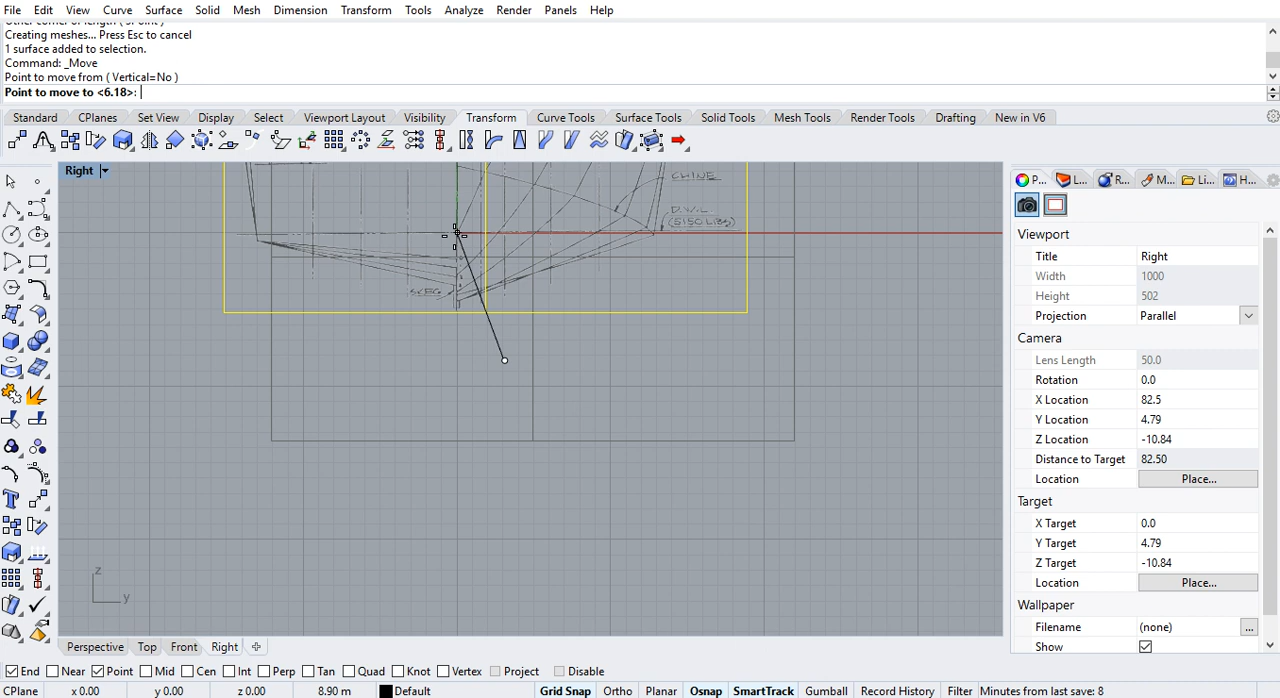 File Edit View Curve Surface Solid Mesh Dimension Transform Tools Analyze Render Panels Help
Creating meshes... Press Esc to cancel
1 surface added to selection.
Command: _Move
Point to move from ( Vertical=No )
Point to move to <6.18>:
Standard CPlanes Set View Display Select Viewport Layout Visibility Transform Curve Tools Surface Tools Solid Tools Mesh Tools Render Tools Drafting New in V6
Right
CHINE
D.W.L.
(5150 LBS)
SKEG
z
y
P... L... R... M... Li... H...
Viewport
Title Right
Width 1000
Height 502
Projection Parallel
Camera
Lens Length 50.0
Rotation 0.0
X Location 82.5
Y Location 4.79
Z Location -10.84
Distance to Target 82.50
Location Place...
Target
X Target 0.0
Y Target 4.79
Z Target -10.84
Location Place...
Wallpaper
Filename (none) ...
Show
Perspective Top Front Right
End Near Point Mid Cen Int Perp Tan Quad Knot Vertex Project Disable
CPlane x 0.00 y 0.00 z 0.00 8.90 m Default Grid Snap Ortho Planar Osnap SmartTrack Gumball Record History Filter Minutes from last save: 8